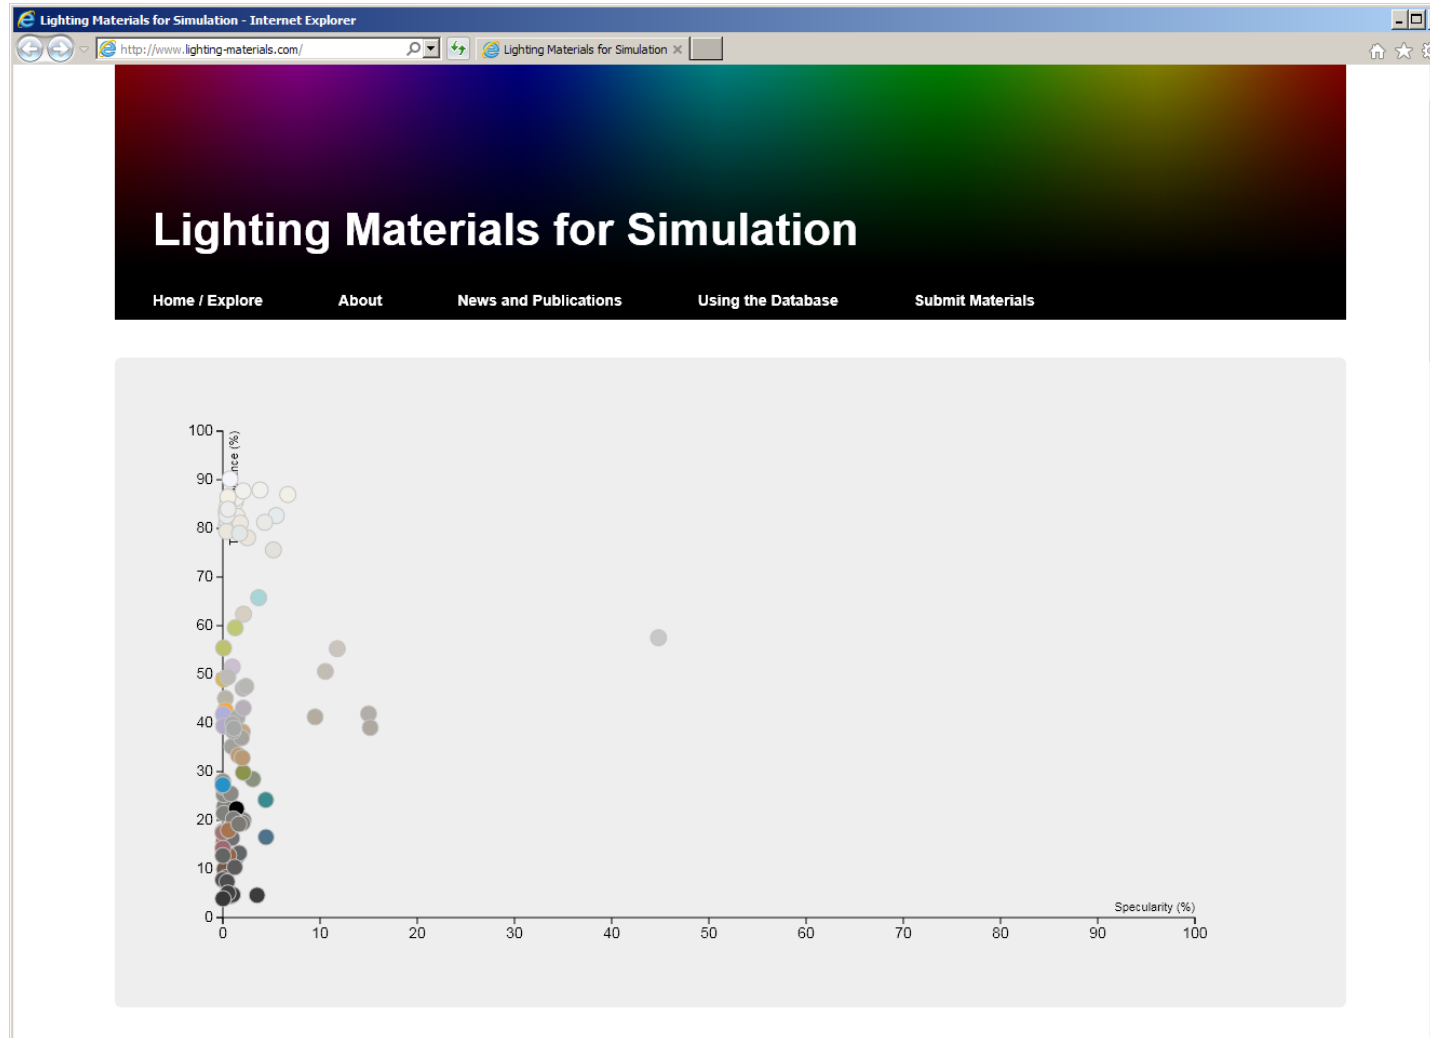 Lighting Materials for Simulation - Internet Explorer
http://www.lighting-materials.com/
Lighting Materials for Simulation
Lighting Materials for Simulation
Home / Explore About News and Publications Using the Database Submit Materials
100
90
80
70
60
50
40
30
20
10
0
(%)
Specularity (%)
0 10 20 30 40 50 60 70 80 90 100